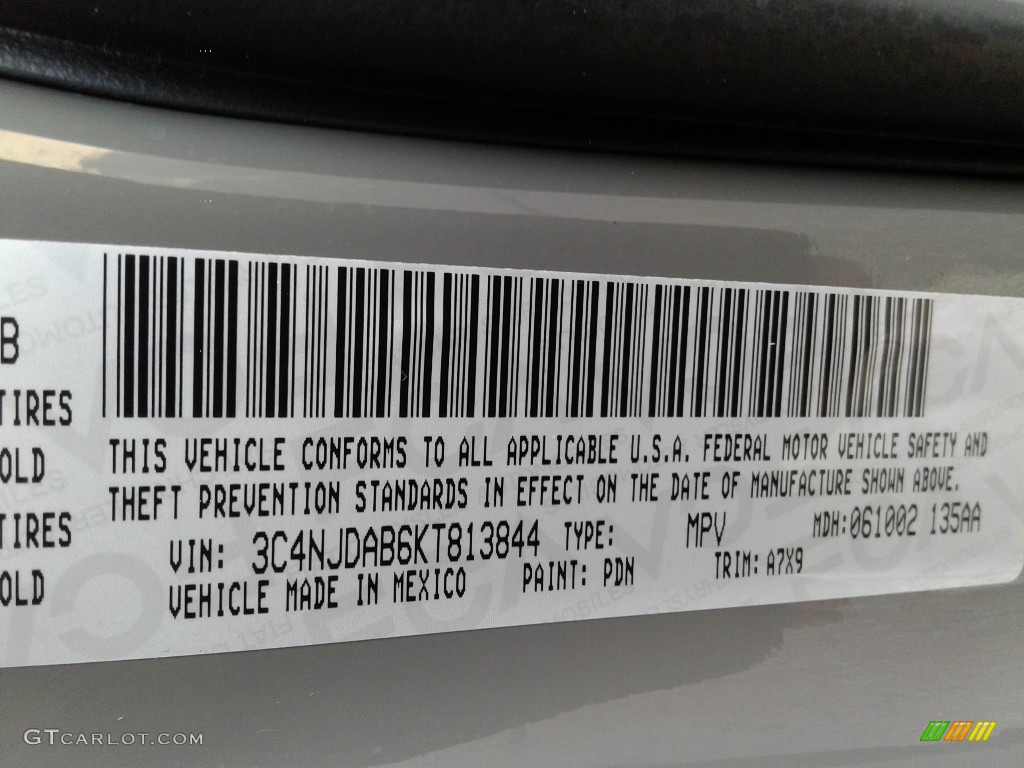 B
TIRES
OLD
TIRES
OLD
THIS VEHICLE CONFORMS TO ALL APPLICABLE U.S.A. FEDERAL MOTOR VEHICLE SAFETY AND
THEFT PREVENTION STANDARDS IN EFFECT ON THE DATE OF MANUFACTURE SHOWN ABOVE.
VIN: 3C4NJDAB6KT813844 TYPE: MPV MDH:061002 135AA
VEHICLE MADE IN MEXICO PAINT: PDN TRIM: A7X9
GTCARLOT.COM